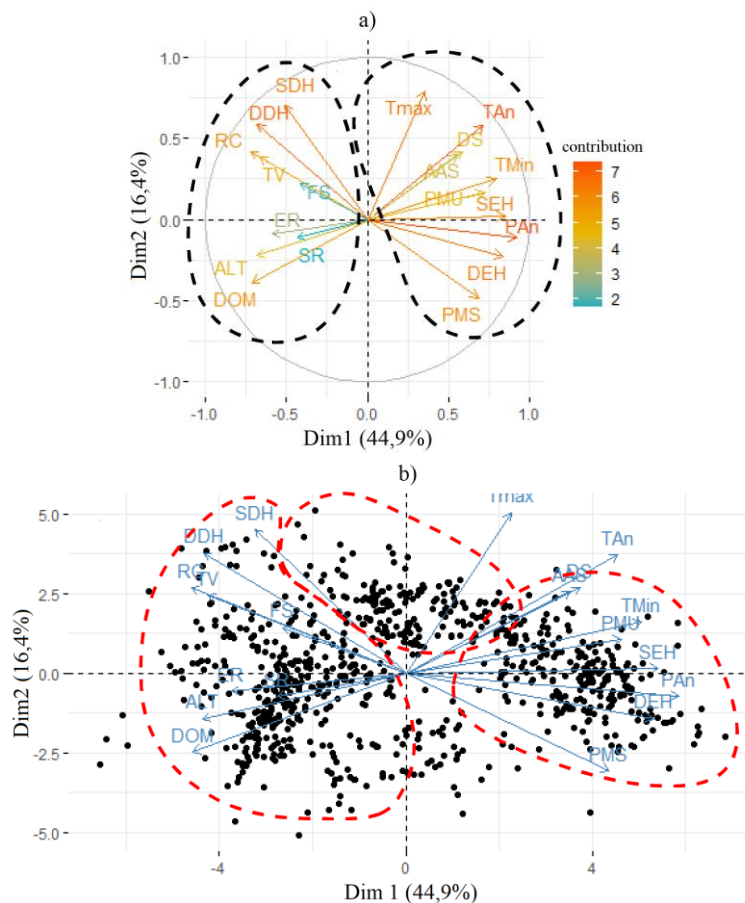 a)
1.0
0.5
0.0
-0.5
-1.0
Dim2 (16,4%)
SDH
DDH
RC
TV
FS
ER
SR
ALT
DOM
Tmax
TAn
DS
AAS
TMin
PMU
SEH
PAn
DEH
PMS
-1.0 -0.5 0.0 0.5 1.0
Dim1 (44,9%)
contribution
7
6
5
4
3
2
b)
5.0
2.5
0.0
-2.5
-5.0
Dim2 (16,4%)
Tmax
SDH
DDH
TAn
RC
TV
DS
AAS
FS
TMin
PMU
SEH
ER
SR
PAn
ALT
DEH
DOM
PMS
-4 0 4
Dim 1 (44,9%)